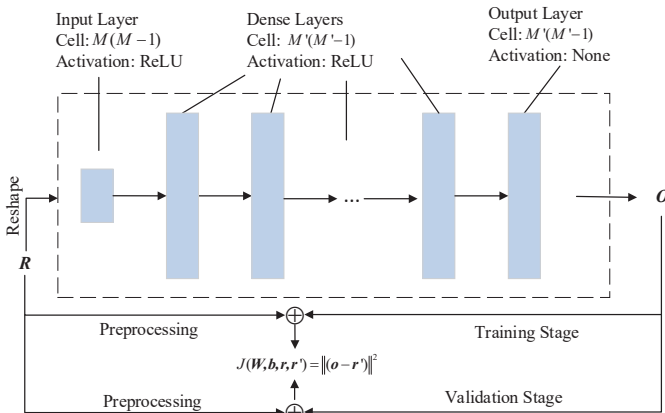 Input Layer
Cell: M(M−1)
Activation: ReLU
Dense Layers
Cell: M'(M'−1)
Activation: ReLU
Output Layer
Cell: M'(M'−1)
Activation: None
Reshape
...
O
R
Preprocessing
Training Stage
J(W,b,r,r')=‖(o−r')‖²
Preprocessing
Validation Stage